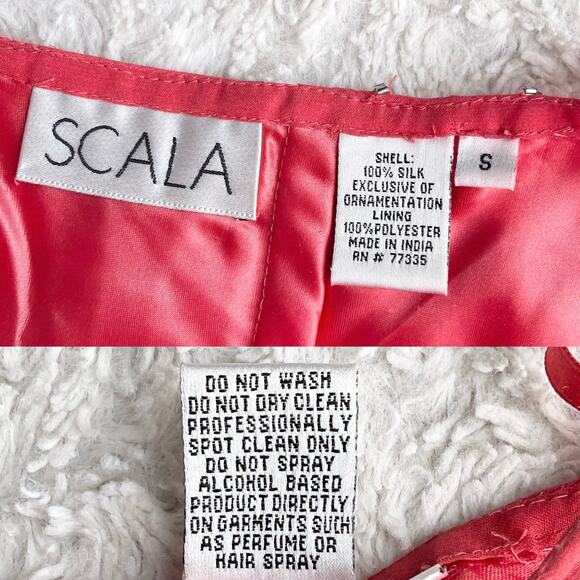 SCALA
SHELL:
100% SILK
EXCLUSIVE OF
ORNAMENTATION
LINING
100%POLYESTER
MADE IN INDIA
RN # 77335
S
DO NOT WASH
DO NOT DRY CLEAN
PROFESSIONALLY
SPOT CLEAN ONLY
DO NOT SPRAY
ALCOHOL BASED
PRODUCT DIRECTLY
ON GARMENTS SUCH
AS PERFUME OR
HAIR SPRAY